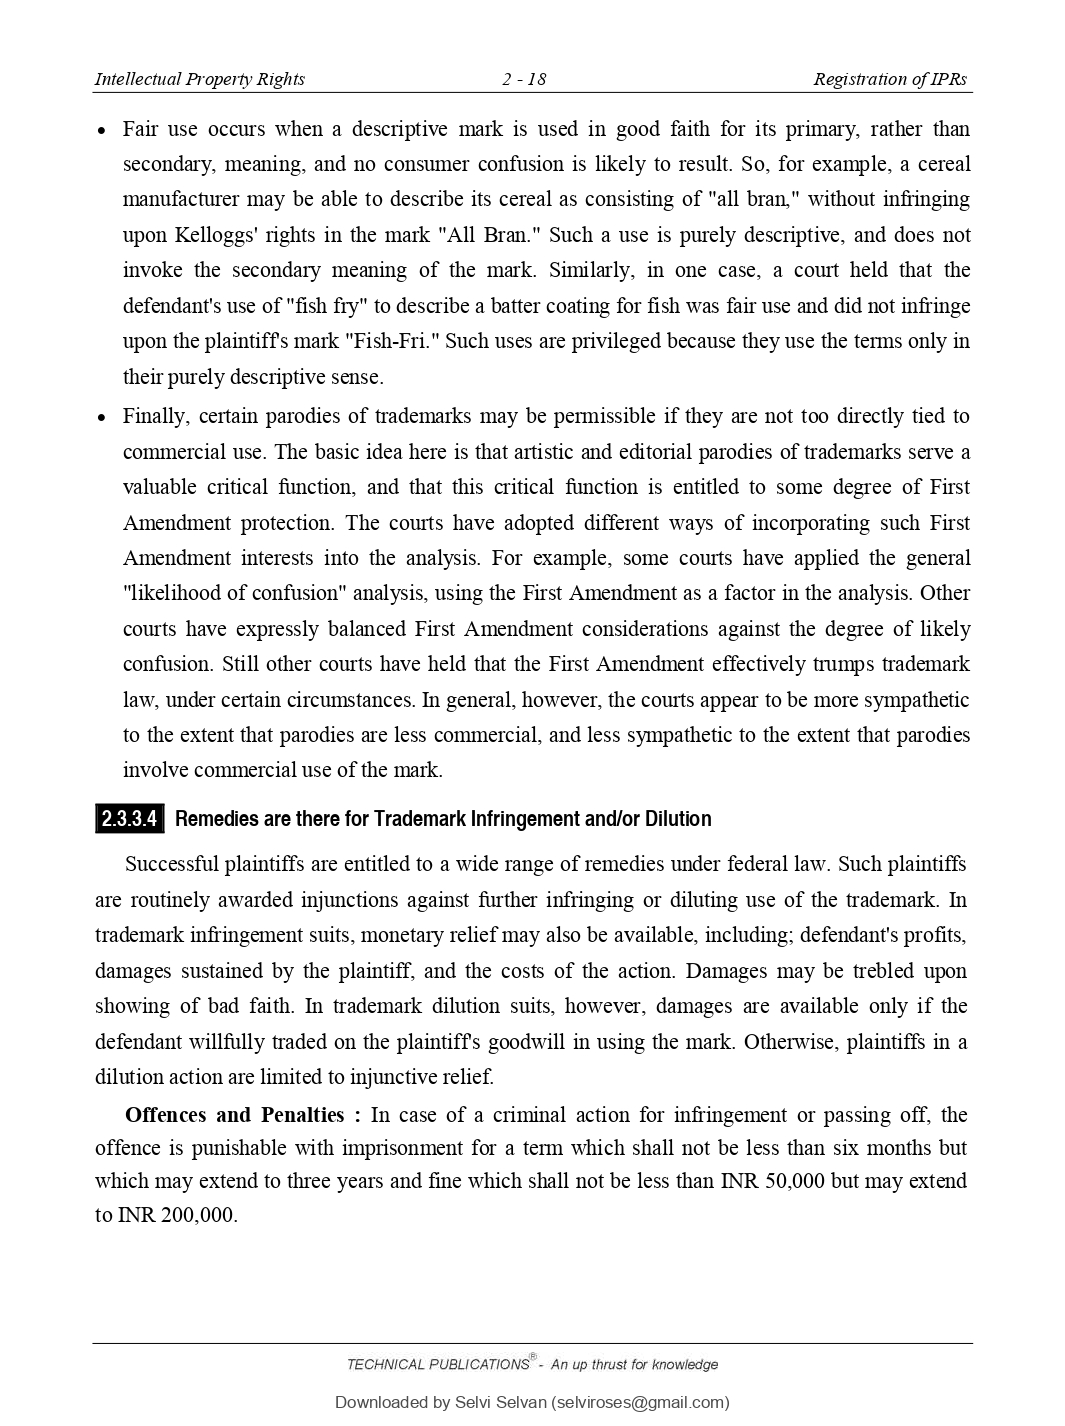 Intellectual Property Rights 2 - 18 Registration of IPRs
• Fair use occurs when a descriptive mark is used in good faith for its primary, rather than
secondary, meaning, and no consumer confusion is likely to result. So, for example, a cereal
manufacturer may be able to describe its cereal as consisting of "all bran," without infringing
upon Kelloggs' rights in the mark "All Bran." Such a use is purely descriptive, and does not
invoke the secondary meaning of the mark. Similarly, in one case, a court held that the
defendant's use of "fish fry" to describe a batter coating for fish was fair use and did not infringe
upon the plaintiff's mark "Fish-Fri." Such uses are privileged because they use the terms only in
their purely descriptive sense.
• Finally, certain parodies of trademarks may be permissible if they are not too directly tied to
commercial use. The basic idea here is that artistic and editorial parodies of trademarks serve a
valuable critical function, and that this critical function is entitled to some degree of First
Amendment protection. The courts have adopted different ways of incorporating such First
Amendment interests into the analysis. For example, some courts have applied the general
"likelihood of confusion" analysis, using the First Amendment as a factor in the analysis. Other
courts have expressly balanced First Amendment considerations against the degree of likely
confusion. Still other courts have held that the First Amendment effectively trumps trademark
law, under certain circumstances. In general, however, the courts appear to be more sympathetic
to the extent that parodies are less commercial, and less sympathetic to the extent that parodies
involve commercial use of the mark.
2.3.3.4 Remedies are there for Trademark Infringement and/or Dilution
Successful plaintiffs are entitled to a wide range of remedies under federal law. Such plaintiffs
are routinely awarded injunctions against further infringing or diluting use of the trademark. In
trademark infringement suits, monetary relief may also be available, including; defendant's profits,
damages sustained by the plaintiff, and the costs of the action. Damages may be trebled upon
showing of bad faith. In trademark dilution suits, however, damages are available only if the
defendant willfully traded on the plaintiff's goodwill in using the mark. Otherwise, plaintiffs in a
dilution action are limited to injunctive relief.
Offences and Penalties : In case of a criminal action for infringement or passing off, the
offence is punishable with imprisonment for a term which shall not be less than six months but
which may extend to three years and fine which shall not be less than INR 50,000 but may extend
to INR 200,000.
TECHNICAL PUBLICATIONS® - An up thrust for knowledge
Downloaded by Selvi Selvan (selviroses@gmail.com)